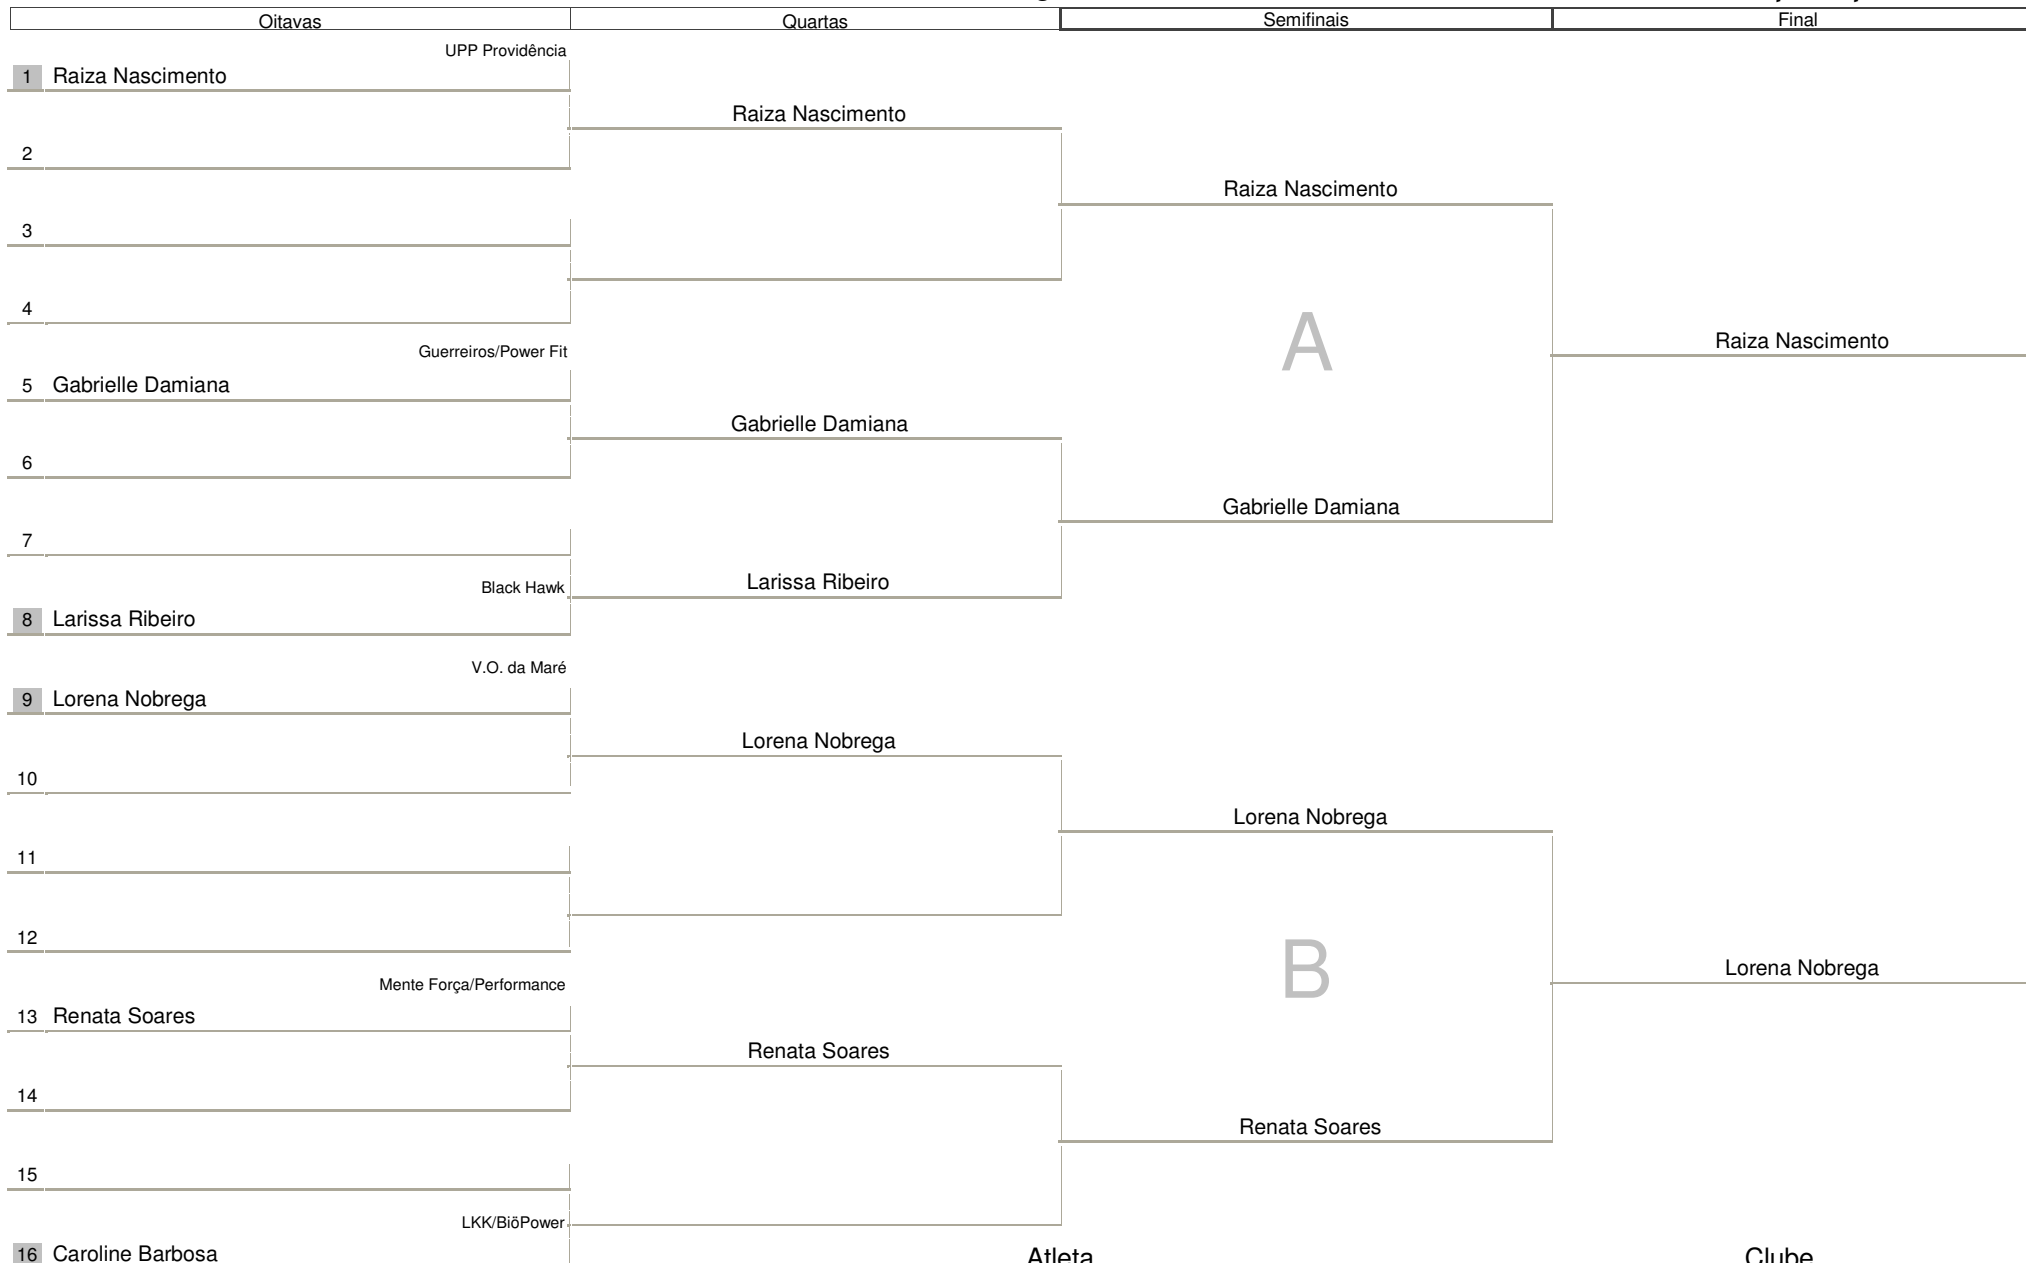 Oitavas Quartas Semifinais Final
UPP Providência
1 Raiza Nascimento
Raiza Nascimento
2
Raiza Nascimento
3
4
Raiza Nascimento
A
Guerreiros/Power Fit
5 Gabrielle Damiana
Gabrielle Damiana
6
Gabrielle Damiana
7
Larissa Ribeiro
Black Hawk
8 Larissa Ribeiro
V.O. da Maré
9 Lorena Nobrega
Lorena Nobrega
10
Lorena Nobrega
11
12
Lorena Nobrega
B
Mente Força/Performance
13 Renata Soares
Renata Soares
14
Renata Soares
15
LKK/BiöPower
16 Caroline Barbosa
Atleta Clube